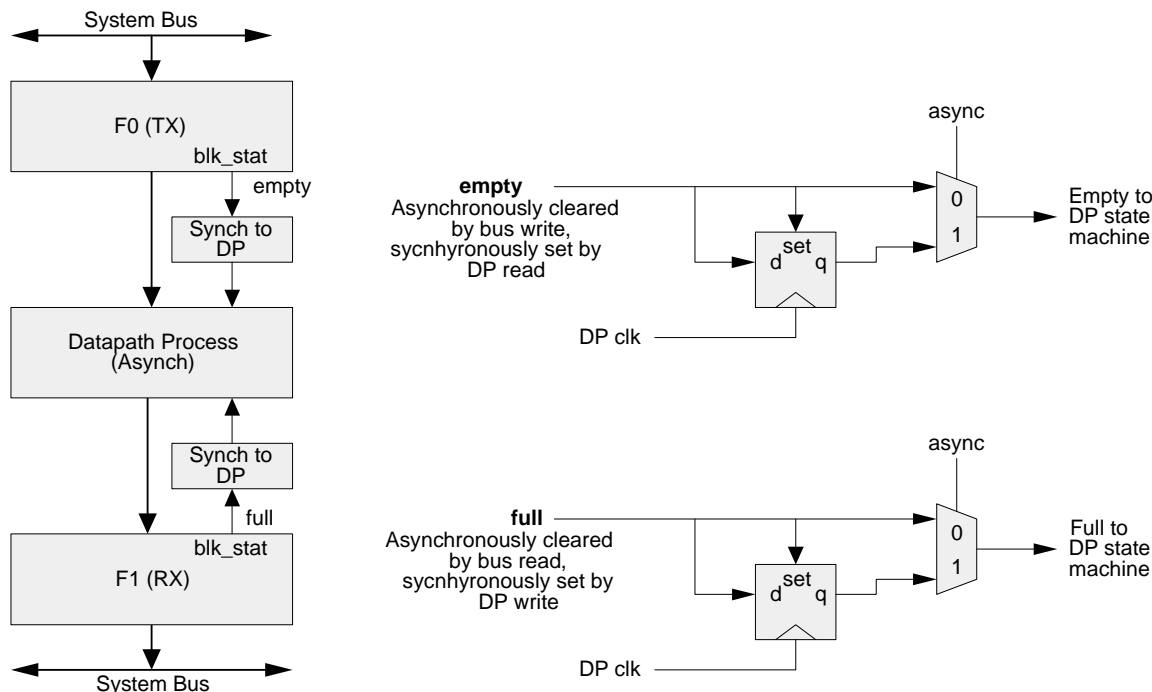 System Bus
F0 (TX)
blk_stat
empty
Synch to
DP
Datapath Process
(Asynch)
Synch to
DP
full
blk_stat
F1 (RX)
System Bus
async
empty
Asynchronously cleared
by bus write,
sycnhyronously set by
DP read
0
1
set
d q
DP clk
Empty to
DP state
machine
async
full
Asynchronously cleared
by bus read,
sycnhyronously set by
DP write
0
1
set
d q
DP clk
Full to
DP state
machine